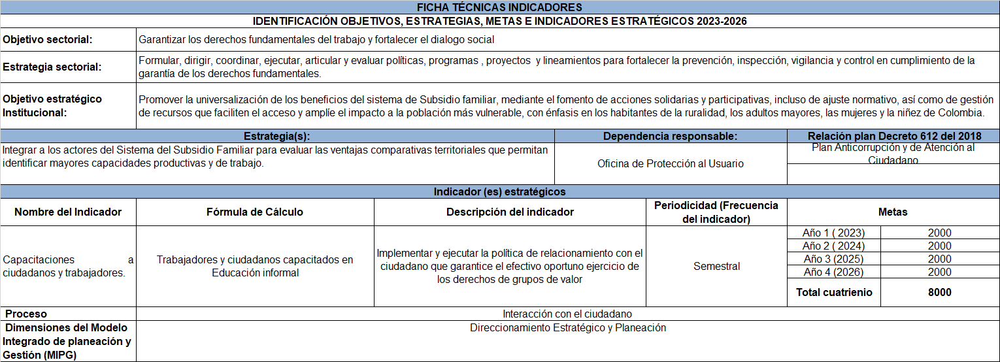 FICHA TÉCNICAS INDICADORES
IDENTIFICACIÓN OBJETIVOS, ESTRATEGIAS, METAS E INDICADORES ESTRATÉGICOS 2023-2026
Objetivo sectorial:
Garantizar los derechos fundamentales del trabajo y fortalecer el dialogo social
Estrategia sectorial:
Formular, dirigir, coordinar, ejecutar, articular y evaluar políticas, programas , proyectos y lineamientos para fortalecer la prevención, inspección, vigilancia y control en cumplimiento de la
garantía de los derechos fundamentales.
Objetivo estratégico
Institucional:
Promover la universalización de los beneficios del sistema de Subsidio familiar, mediante el fomento de acciones solidarias y participativas, incluso de ajuste normativo, así como de gestión
de recursos que faciliten el acceso y amplíe el impacto a la población más vulnerable, con énfasis en los habitantes de la ruralidad, los adultos mayores, las mujeres y la niñez de Colombia.
Estrategia(s):
Dependencia responsable:
Relación plan Decreto 612 del 2018
Integrar a los actores del Sistema del Subsidio Familiar para evaluar las ventajas comparativas territoriales que permitan
identificar mayores capacidades productivas y de trabajo.
Oficina de Protección al Usuario
Plan Anticorrupción y de Atención al
Ciudadano
Indicador (es) estratégicos
Nombre del Indicador
Fórmula de Cálculo
Descripción del indicador
Periodicidad (Frecuencia
del indicador)
Metas
Capacitaciones a
ciudadanos y trabajadores.
Trabajadores y ciudadanos capacitados en
Educación informal
Implementar y ejecutar la política de relacionamiento con el
ciudadano que garantice el efectivo oportuno ejercicio de
los derechos de grupos de valor
Semestral
Año 1 ( 2023) 2000
Año 2 ( 2024) 2000
Año 3 (2025) 2000
Año 4 (2026) 2000
Total cuatrienio 8000
Proceso
Interacción con el ciudadano
Dimensiones del Modelo
Integrado de planeación y
Gestión (MIPG)
Direccionamiento Estratégico y Planeación